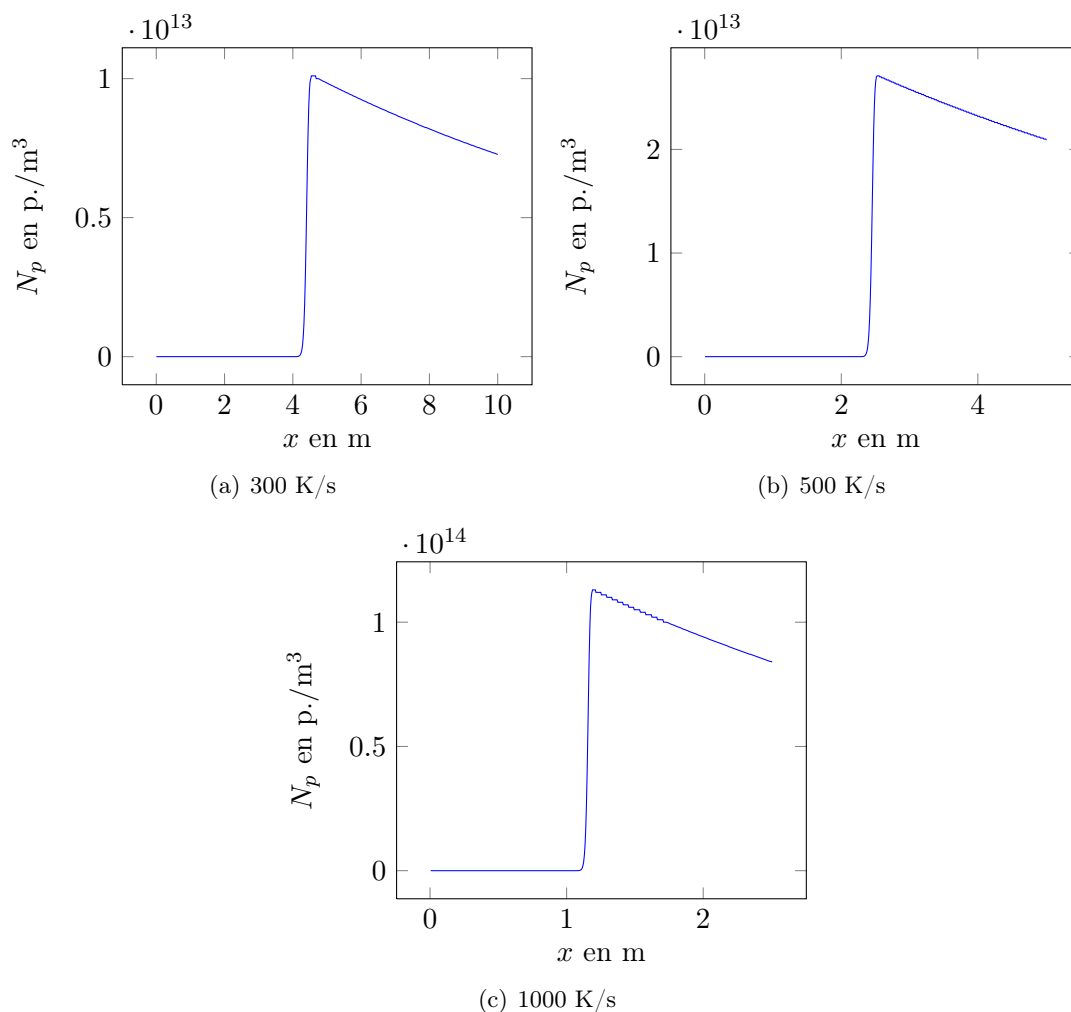 · 10^13
1
0.5
0
N_p en p./m^3
0 2 4 6 8 10
x en m
(a) 300 K/s
· 10^13
2
1
0
N_p en p./m^3
0 2 4
x en m
(b) 500 K/s
· 10^14
1
0.5
0
N_p en p./m^3
0 1 2
x en m
(c) 1000 K/s